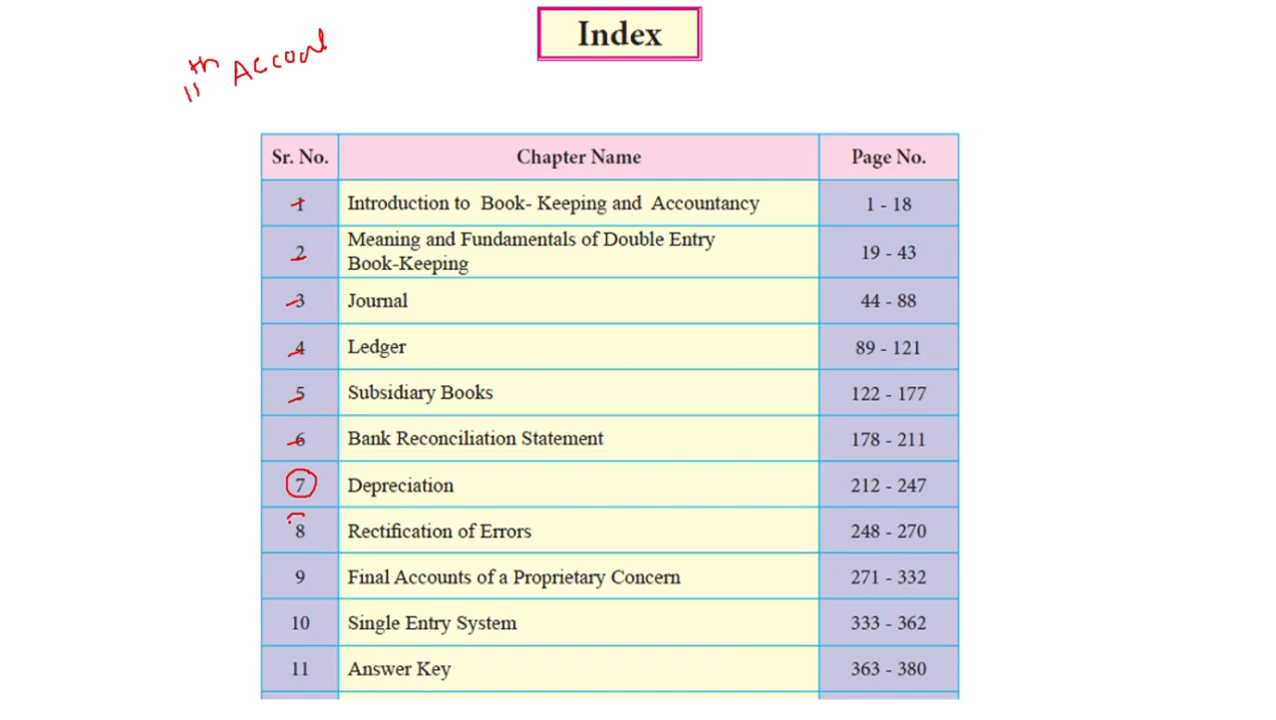 Index
11th Accout
Sr. No. Chapter Name Page No.
1 Introduction to Book- Keeping and Accountancy 1 - 18
2 Meaning and Fundamentals of Double Entry
Book-Keeping 19 - 43
3 Journal 44 - 88
4 Ledger 89 - 121
5 Subsidiary Books 122 - 177
6 Bank Reconciliation Statement 178 - 211
7 Depreciation 212 - 247
8 Rectification of Errors 248 - 270
9 Final Accounts of a Proprietary Concern 271 - 332
10 Single Entry System 333 - 362
11 Answer Key 363 - 380